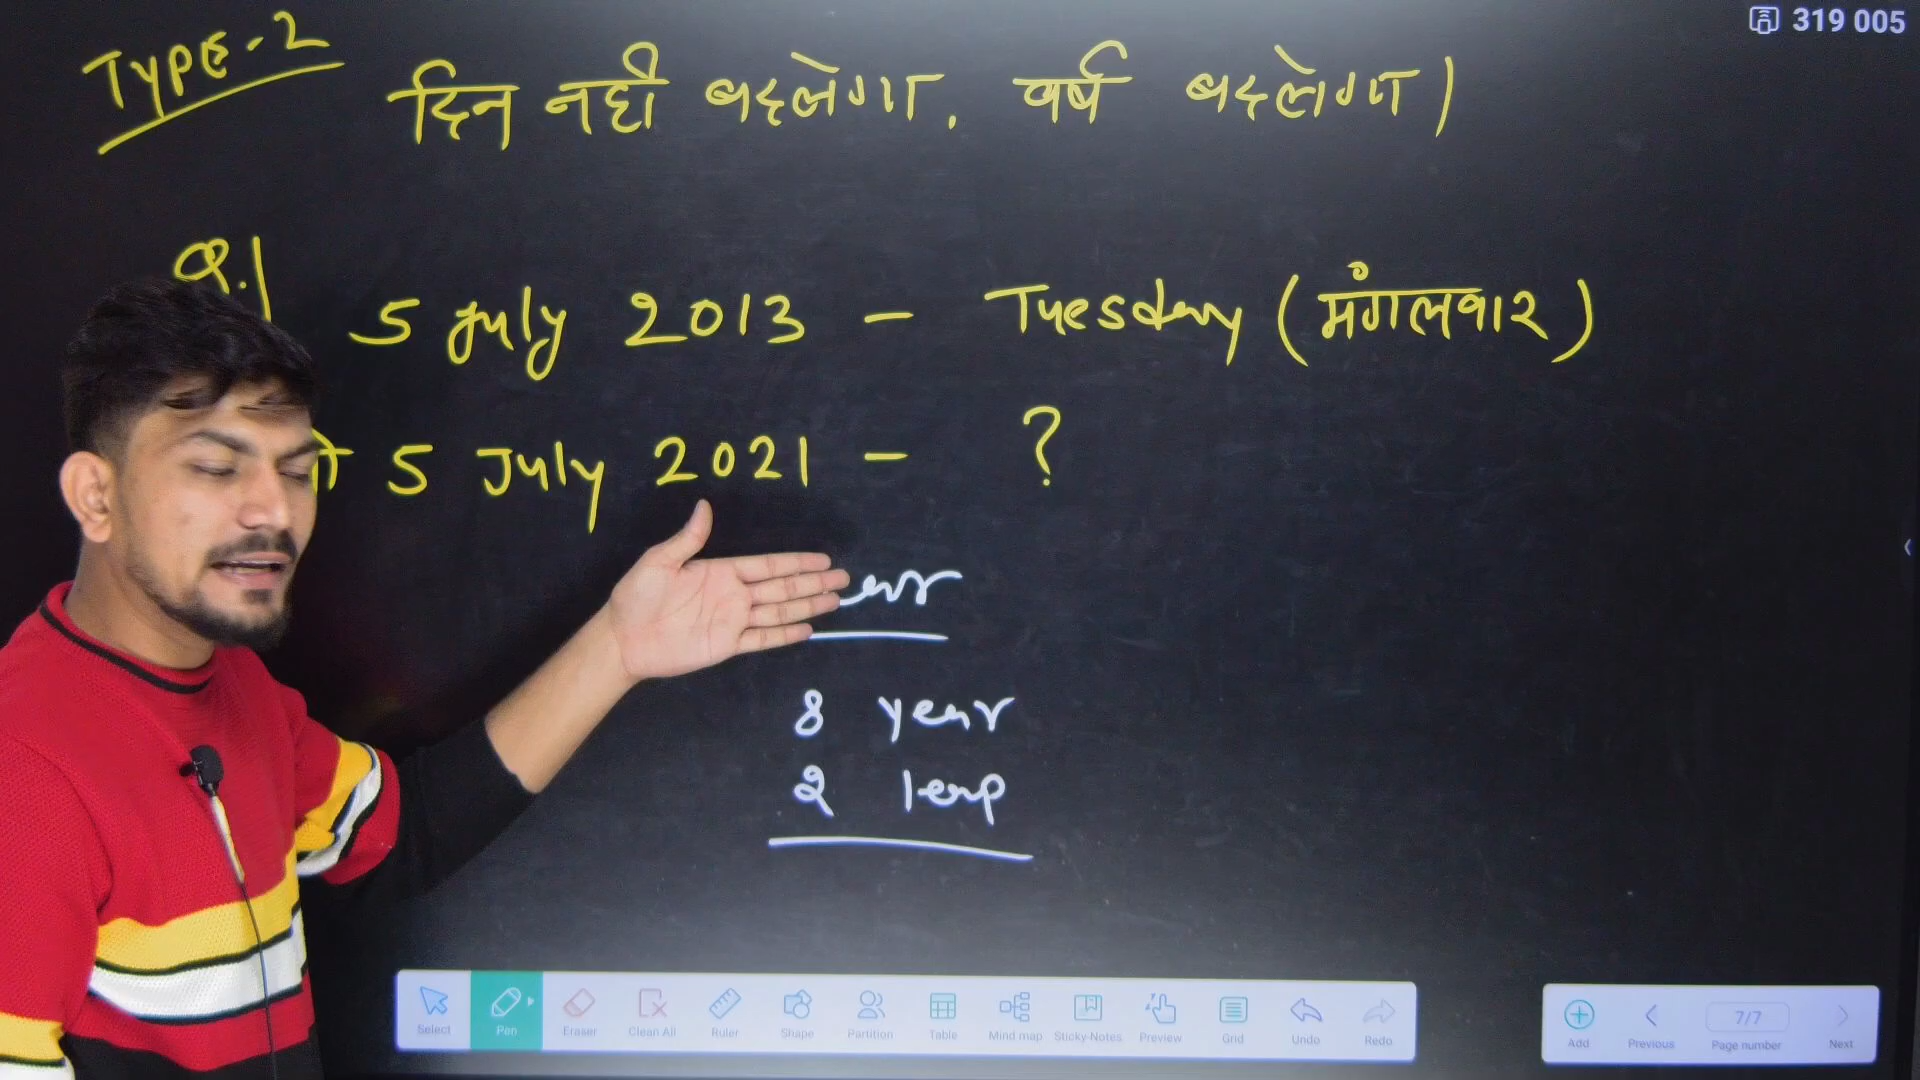 319 005
Type-2
दिन नही बदलेगा, वर्ष बदलेगा।
Q.1
5 July 2013 - Tuesday (मंगलवार)
5 July 2021 - ?
8 year
2 leap
Select Pen Eraser Clean All Ruler Shape Partition Table Mind map Sticky-Notes Preview Grid Undo Redo
Add Previous 7/7 Page number Next